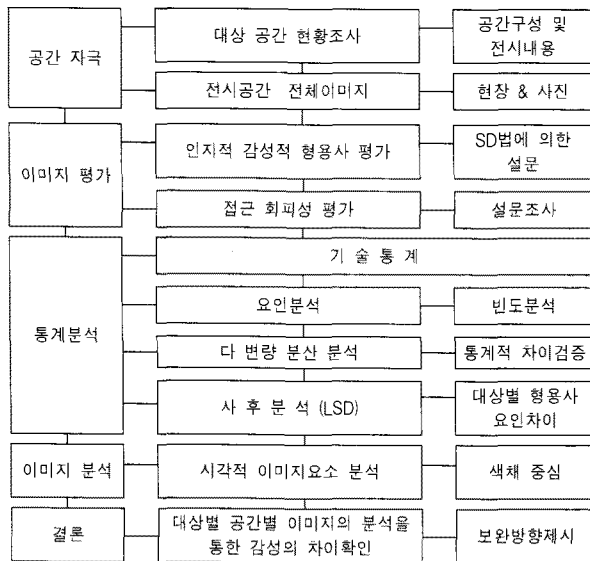 공간 자극
대상 공간 현황조사
공간구성 및
전시내용
전시공간 전체이미지
현장 & 사진
이미지 평가
인지적 감성적 형용사 평가
SD법에 의한
설문
접근 회피성 평가
설문조사
통계분석
기 술 통 계
요인분석
빈도분석
다 변량 분산 분석
통계적 차이검증
사 후 분 석 (LSD)
대상별 형용사
요인차이
이미지 분석
시각적 이미지요소 분석
색채 중심
결론
대상별 공간별 이미지의 분석을
통한 감성의 차이확인
보완방향제시